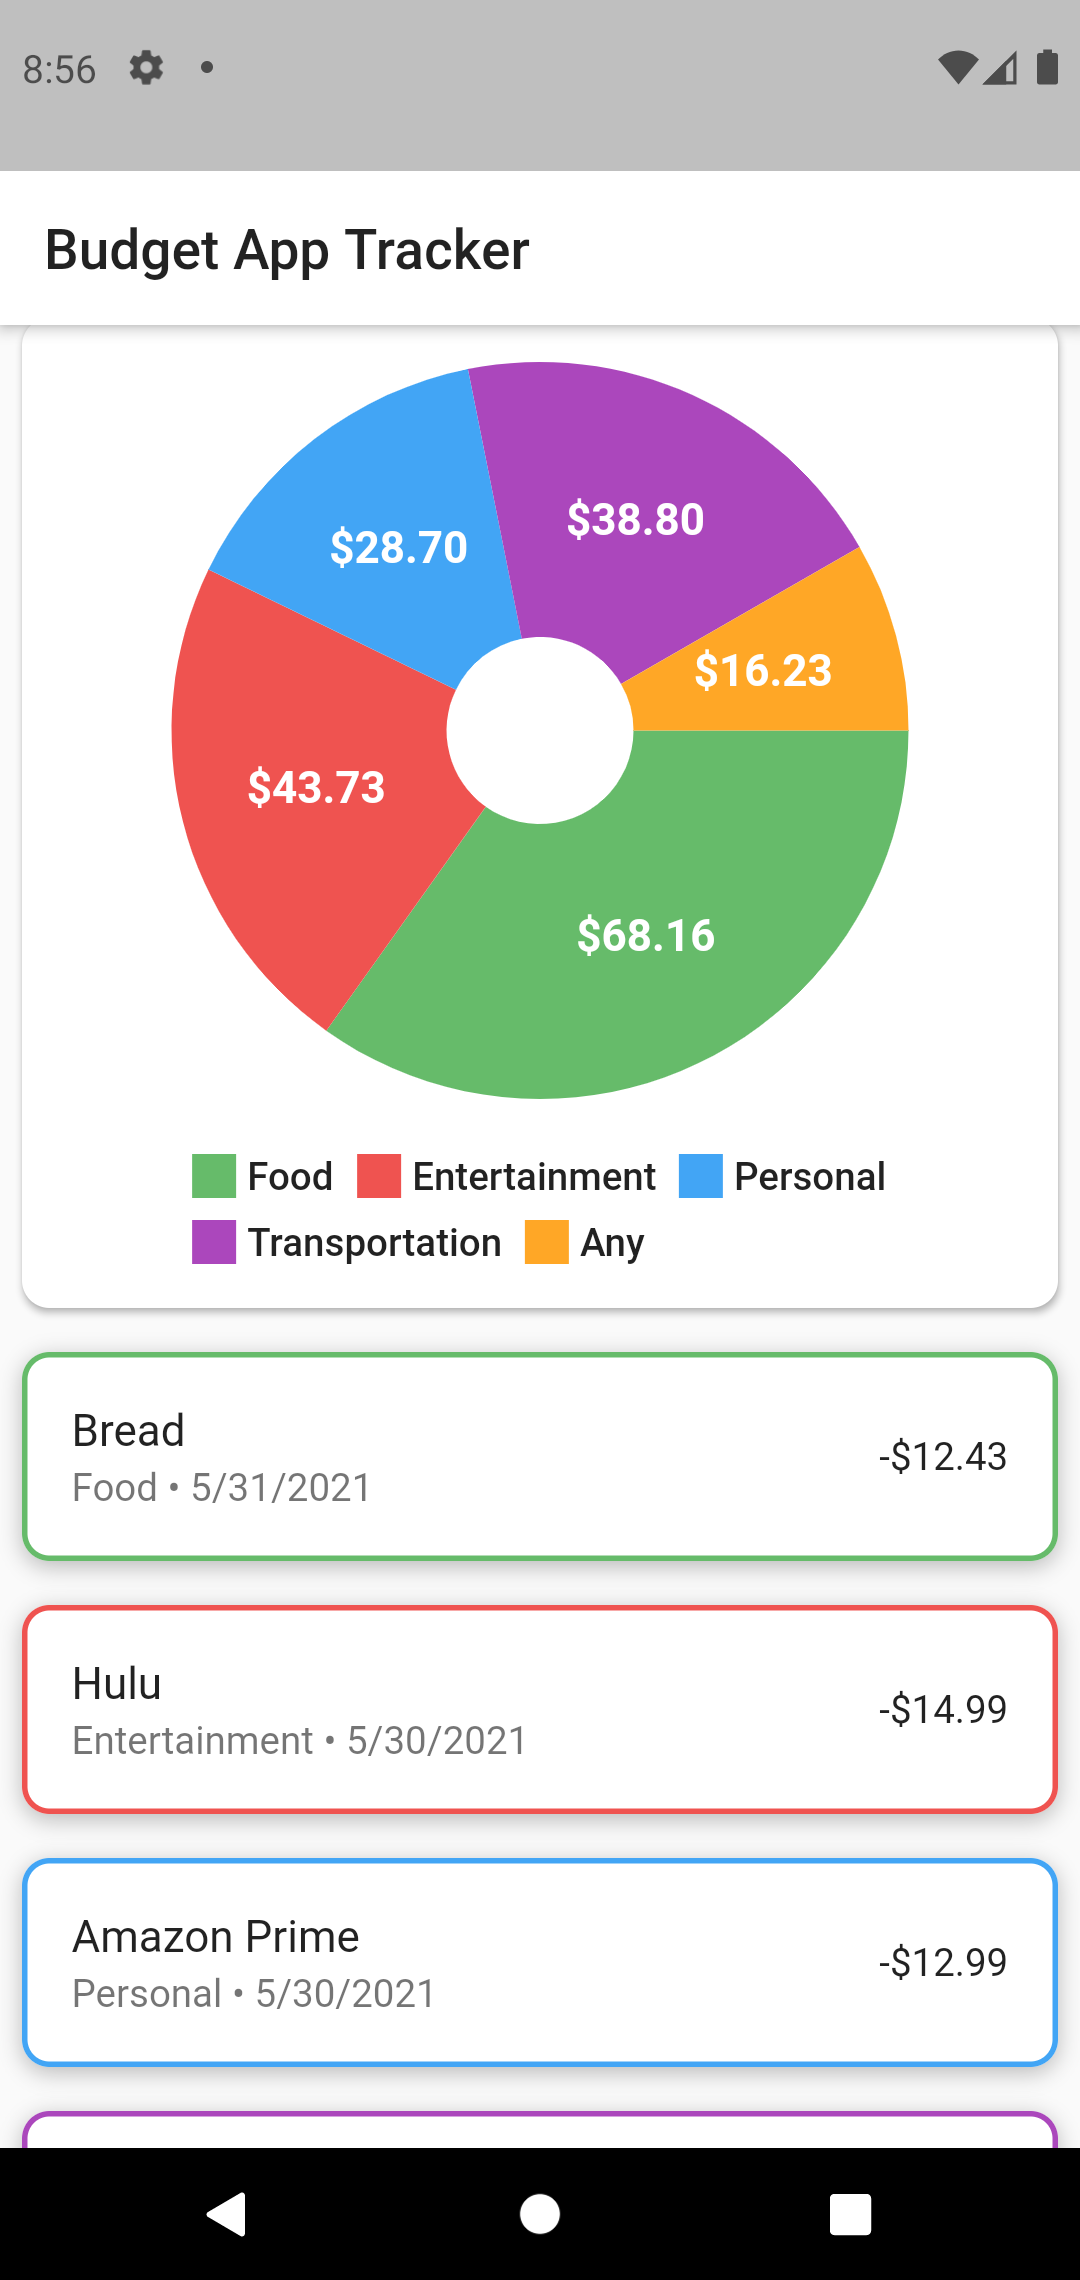 8:56
Budget App Tracker
$38.80
$28.70
$16.23
$43.73
$68.16
Food Entertainment Personal
Transportation Any
Bread
-$12.43
Food • 5/31/2021
Hulu
-$14.99
Entertainment • 5/30/2021
Amazon Prime
-$12.99
Personal • 5/30/2021